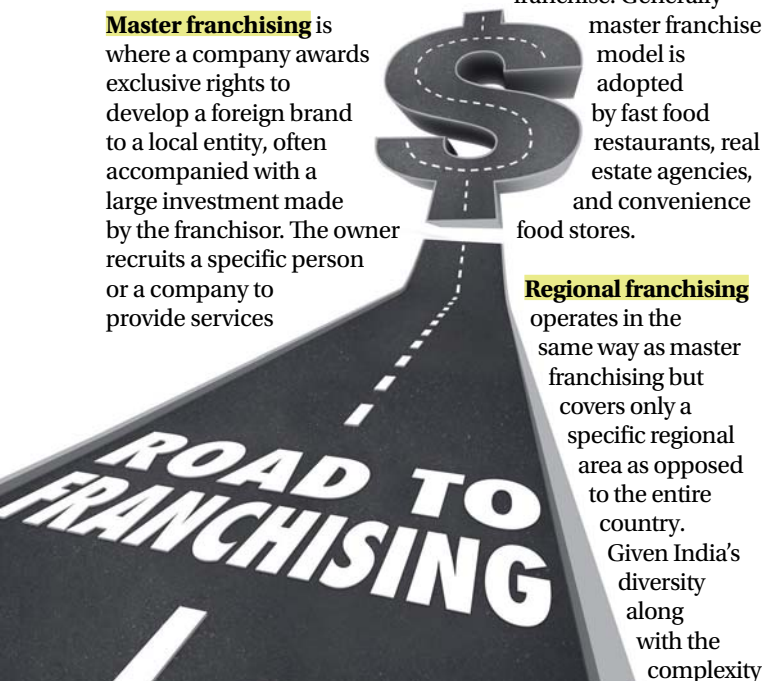 Master franchising is
where a company awards
exclusive rights to
develop a foreign brand
to a local entity, often
accompanied with a
large investment made
by the franchisor. The owner
recruits a specific person
or a company to
provide services
franchise. Generally
master franchise
model is
adopted
by fast food
restaurants, real
estate agencies,
and convenience
food stores.
Regional franchising
operates in the
same way as master
franchising but
covers only a
specific regional
area as opposed
to the entire
country.
Given India's
diversity
along
with the
complexity
ROAD TO
FRANCHISING